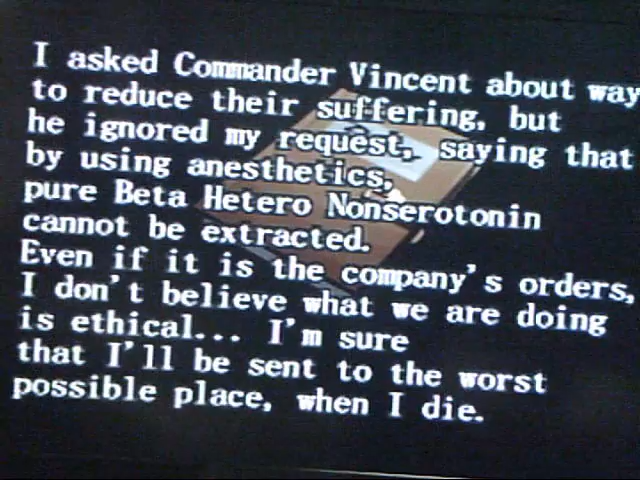 I asked Commander Vincent about way
to reduce their suffering, but
he ignored my request, saying that
by using anesthetics,
pure Beta Hetero Nonserotonin
cannot be extracted.
Even if it is the company's orders,
I don't believe what we are doing
is ethical... I'm sure
that I'll be sent to the worst
possible place, when I die.